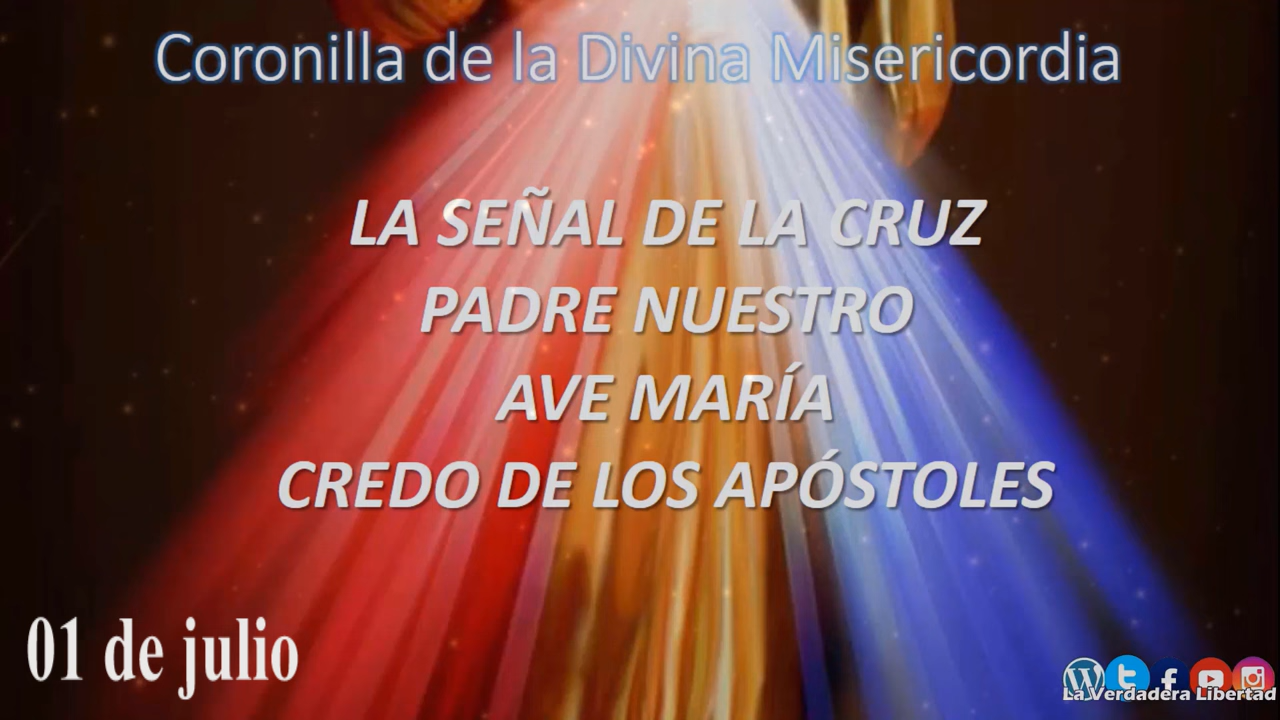 Coronilla de la Divina Misericordia
LA SEÑAL DE LA CRUZ
PADRE NUESTRO
AVE MARÍA
CREDO DE LOS APÓSTOLES
01 de julio
La Verdadera Libertad